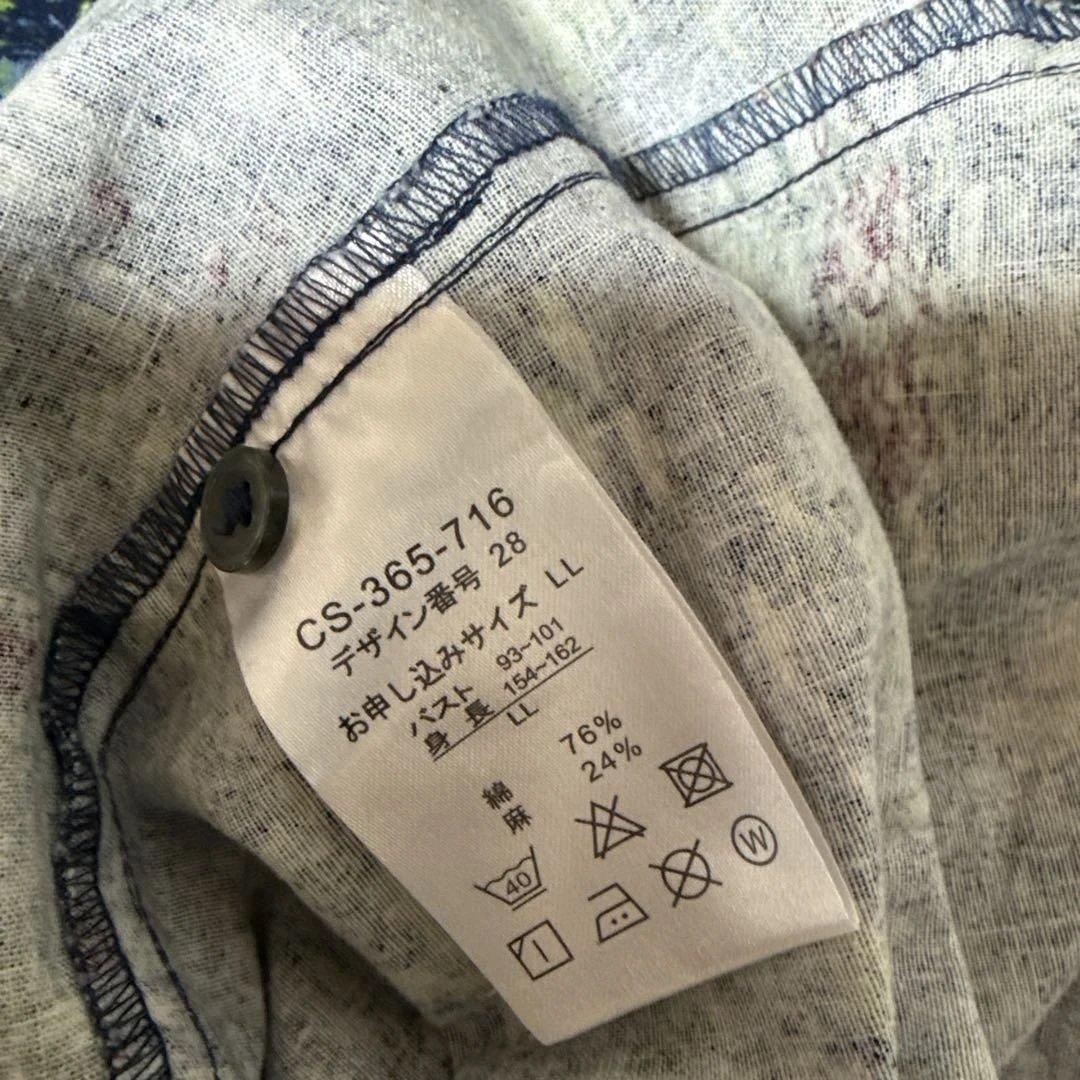 CS-365-716
デザイン番号 28
お申し込みサイズ LL
バスト 93~101
身 長 154~162
LL
綿 76%
麻 24%
40
W